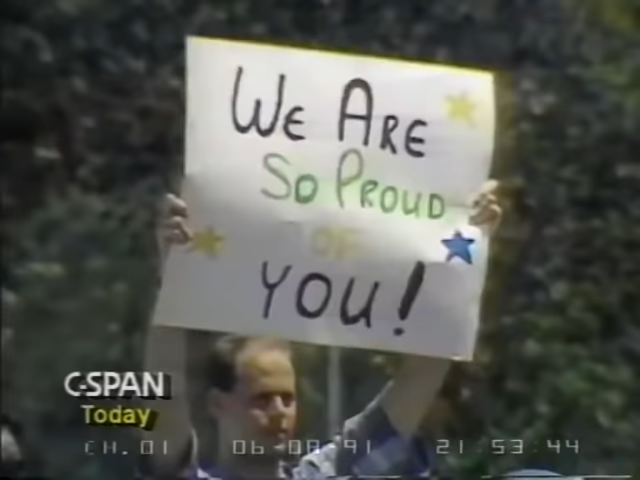 WE ARE
SO PROUD
OF
YOU!
C-SPAN
Today
CH. 01 06-08-91 21:53:44